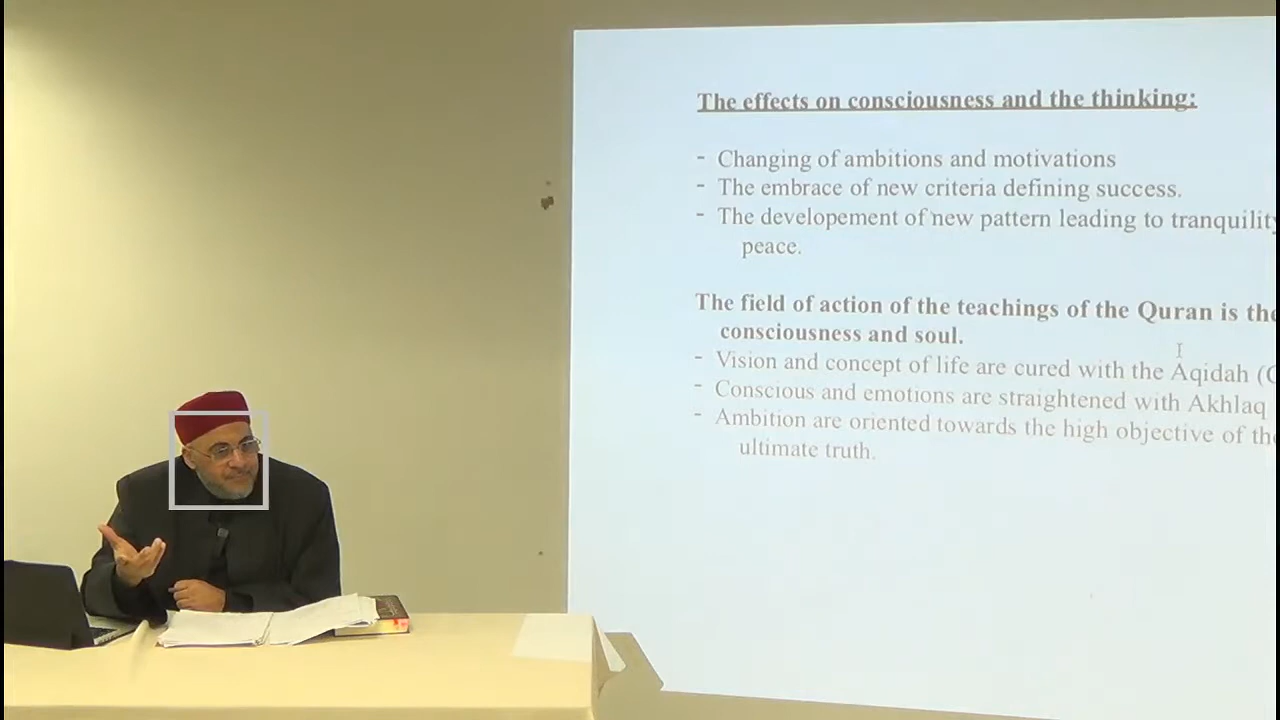 The effects on consciousness and the thinking:
- Changing of ambitions and motivations
- The embrace of new criteria defining success.
- The developement of new pattern leading to tranquility
peace.
The field of action of the teachings of the Quran is the
consciousness and soul.
- Vision and concept of life are cured with the Aqidah (
- Conscious and emotions are straightened with Akhlaq
- Ambition are oriented towards the high objective of the
ultimate truth.